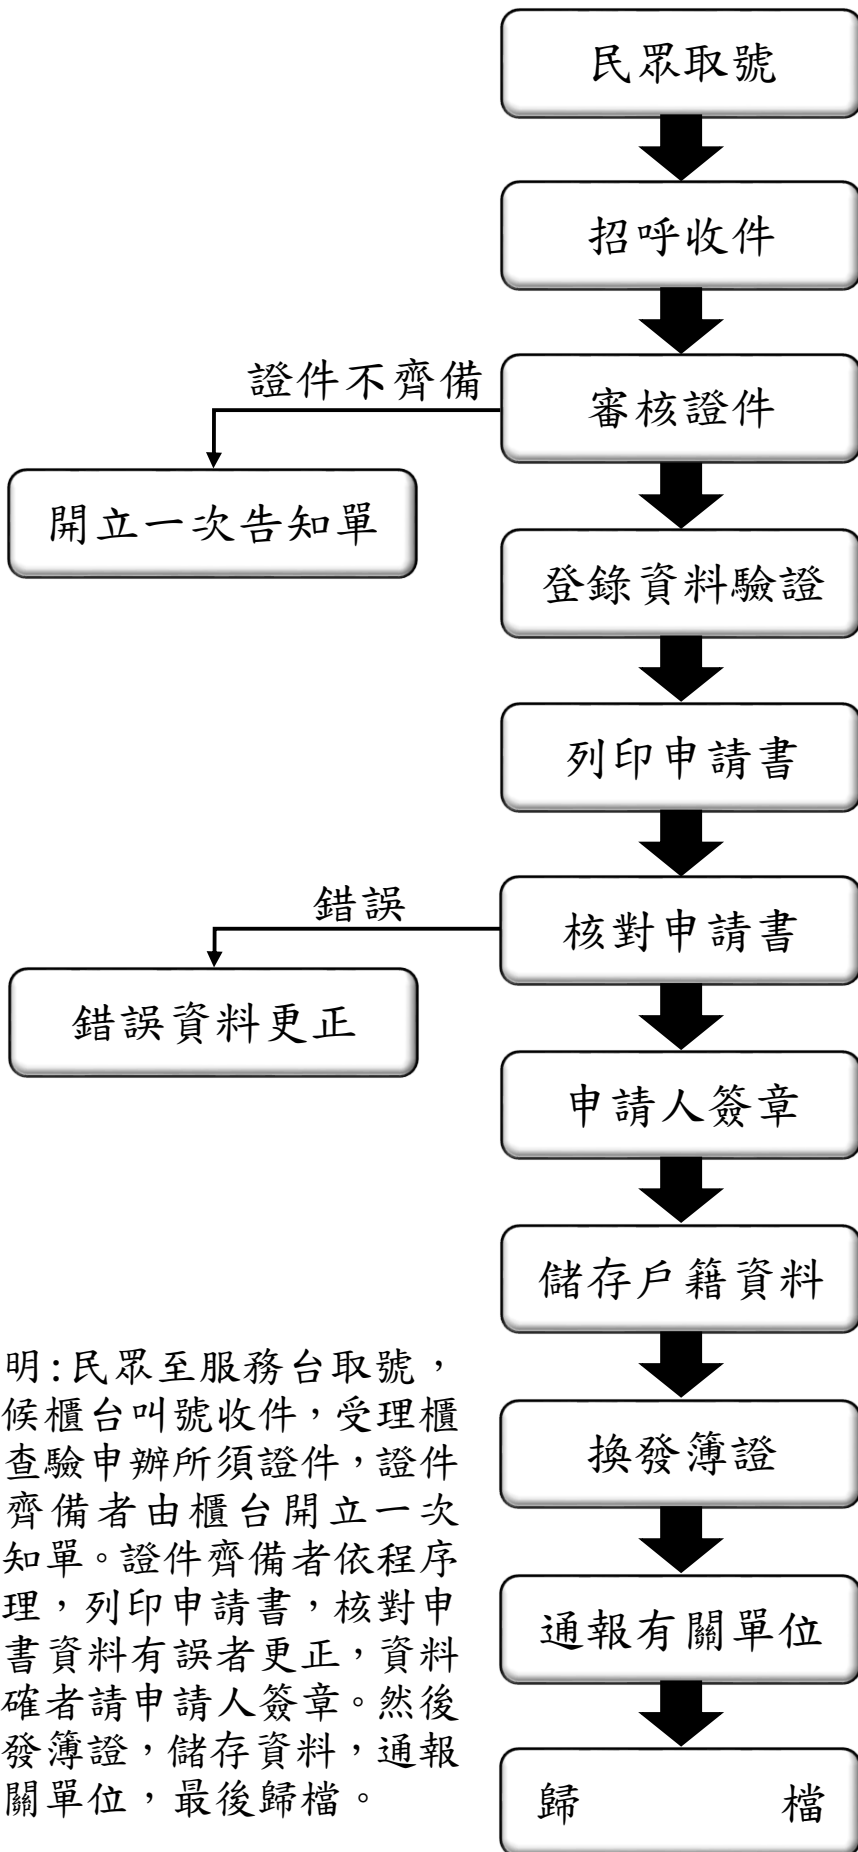 民眾取號
招呼收件
證件不齊備
審核證件
開立一次告知單
登錄資料驗證
列印申請書
錯誤
核對申請書
錯誤資料更正
申請人簽章
儲存戶籍資料
換發簿證
通報有關單位
歸 檔
明:民眾至服務台取號，
候櫃台叫號收件，受理櫃
查驗申辦所須證件，證件
齊備者由櫃台開立一次
知單。證件齊備者依程序
理，列印申請書，核對申
書資料有誤者更正，資料
確者請申請人簽章。然後
發簿證，儲存資料，通報
關單位，最後歸檔。